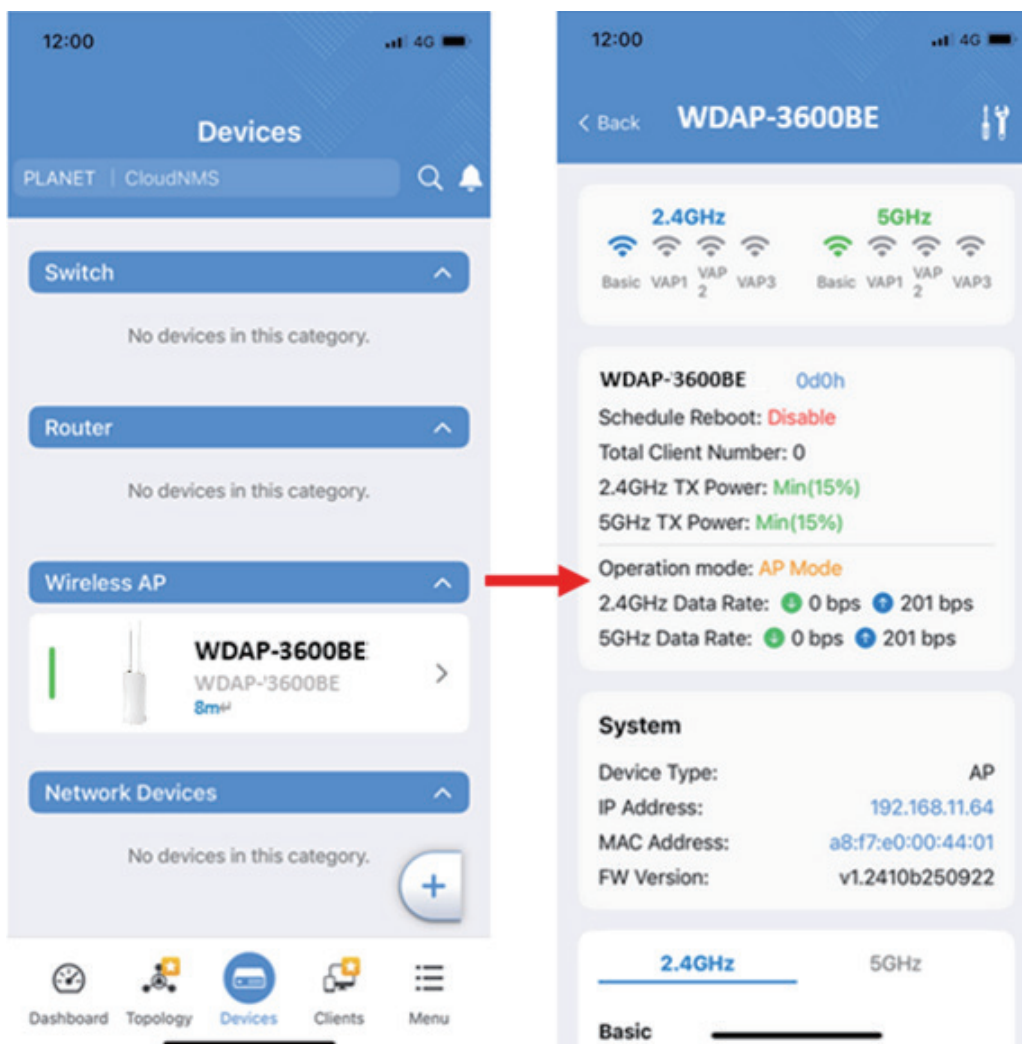 12:00
4G
Devices
PLANET | CloudNMS
Switch
No devices in this category.
Router
No devices in this category.
Wireless AP
WDAP-3600BE
WDAP-'3600BE
8m↵
Network Devices
No devices in this category.
+
Dashboard Topology Devices Clients Menu
12:00
4G
< Back WDAP-3600BE
2.4GHz 5GHz
Basic VAP1 VAP 2 VAP3 Basic VAP1 VAP 2 VAP3
WDAP-'3600BE 0d0h
Schedule Reboot: Disable
Total Client Number: 0
2.4GHz TX Power: Min(15%)
5GHz TX Power: Min(15%)
Operation mode: AP Mode
2.4GHz Data Rate: 0 bps 201 bps
5GHz Data Rate: 0 bps 201 bps
System
Device Type: AP
IP Address: 192.168.11.64
MAC Address: a8:f7:e0:00:44:01
FW Version: v1.2410b250922
2.4GHz 5GHz
Basic